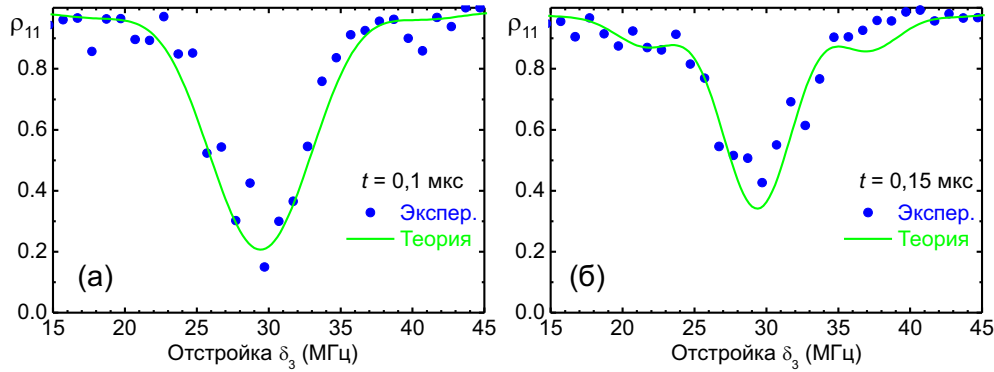 ρ₁₁
0.8
0.6
0.4
0.2
0.0
t = 0,1 мкс
Экспер.
Теория
(а)
15 20 25 30 35 40 45
Отстройка δ₃ (МГц)
ρ₁₁
0.8
0.6
0.4
0.2
0.0
t = 0,15 мкс
Экспер.
Теория
(б)
15 20 25 30 35 40 45
Отстройка δ₃ (МГц)